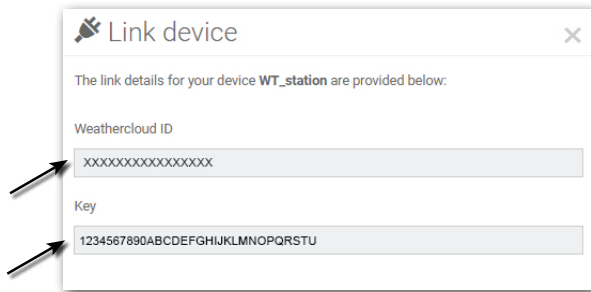 Link device
The link details for your device WT_station are provided below:
Weathercloud ID
XXXXXXXXXXXXXXXX
Key
1234567890ABCDEFGHIJKLMNOPQRSTU